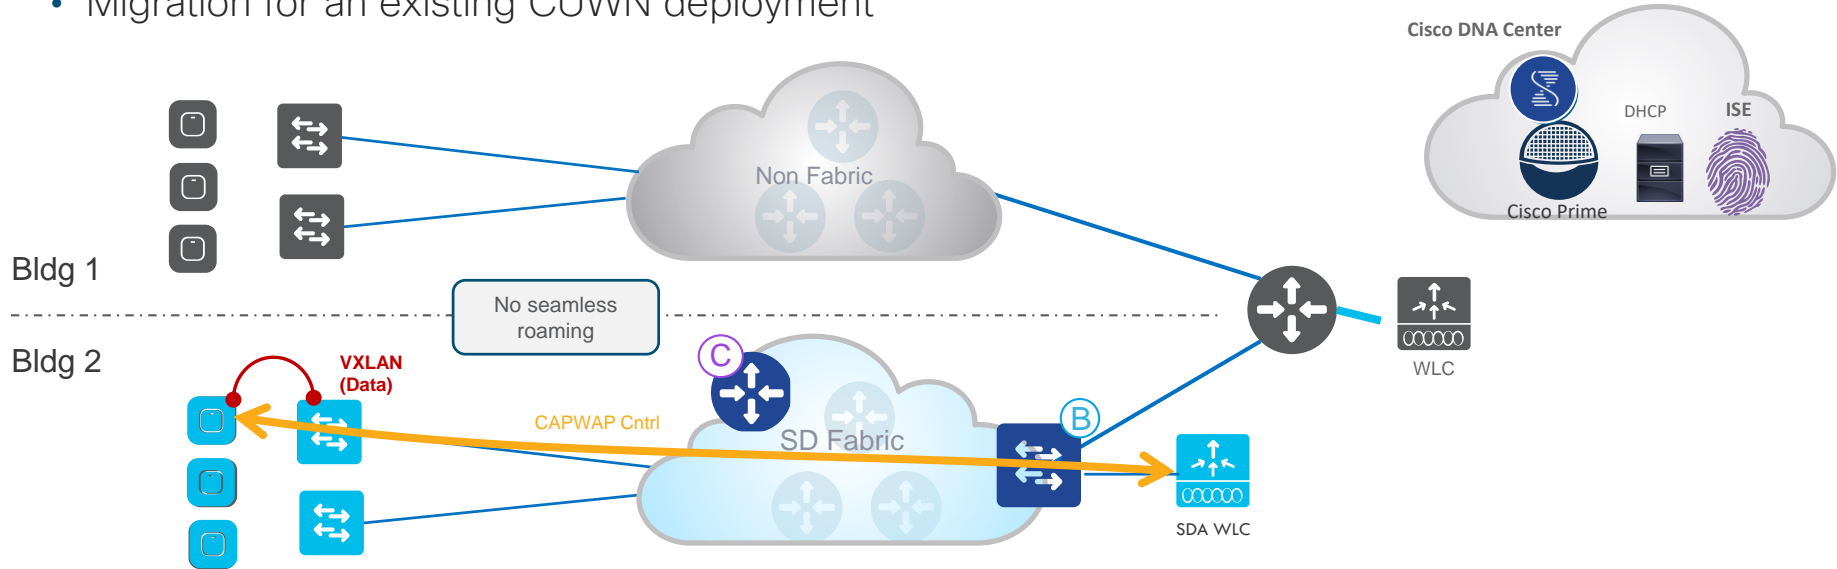 • Migration for an existing CUWN deployment
Cisco DNA Center
DHCP
ISE
Cisco Prime
Non Fabric
Bldg 1
No seamless
roaming
WLC
Bldg 2
VXLAN
(Data)
C
CAPWAP Cntrl
B
SD Fabric
SDA WLC